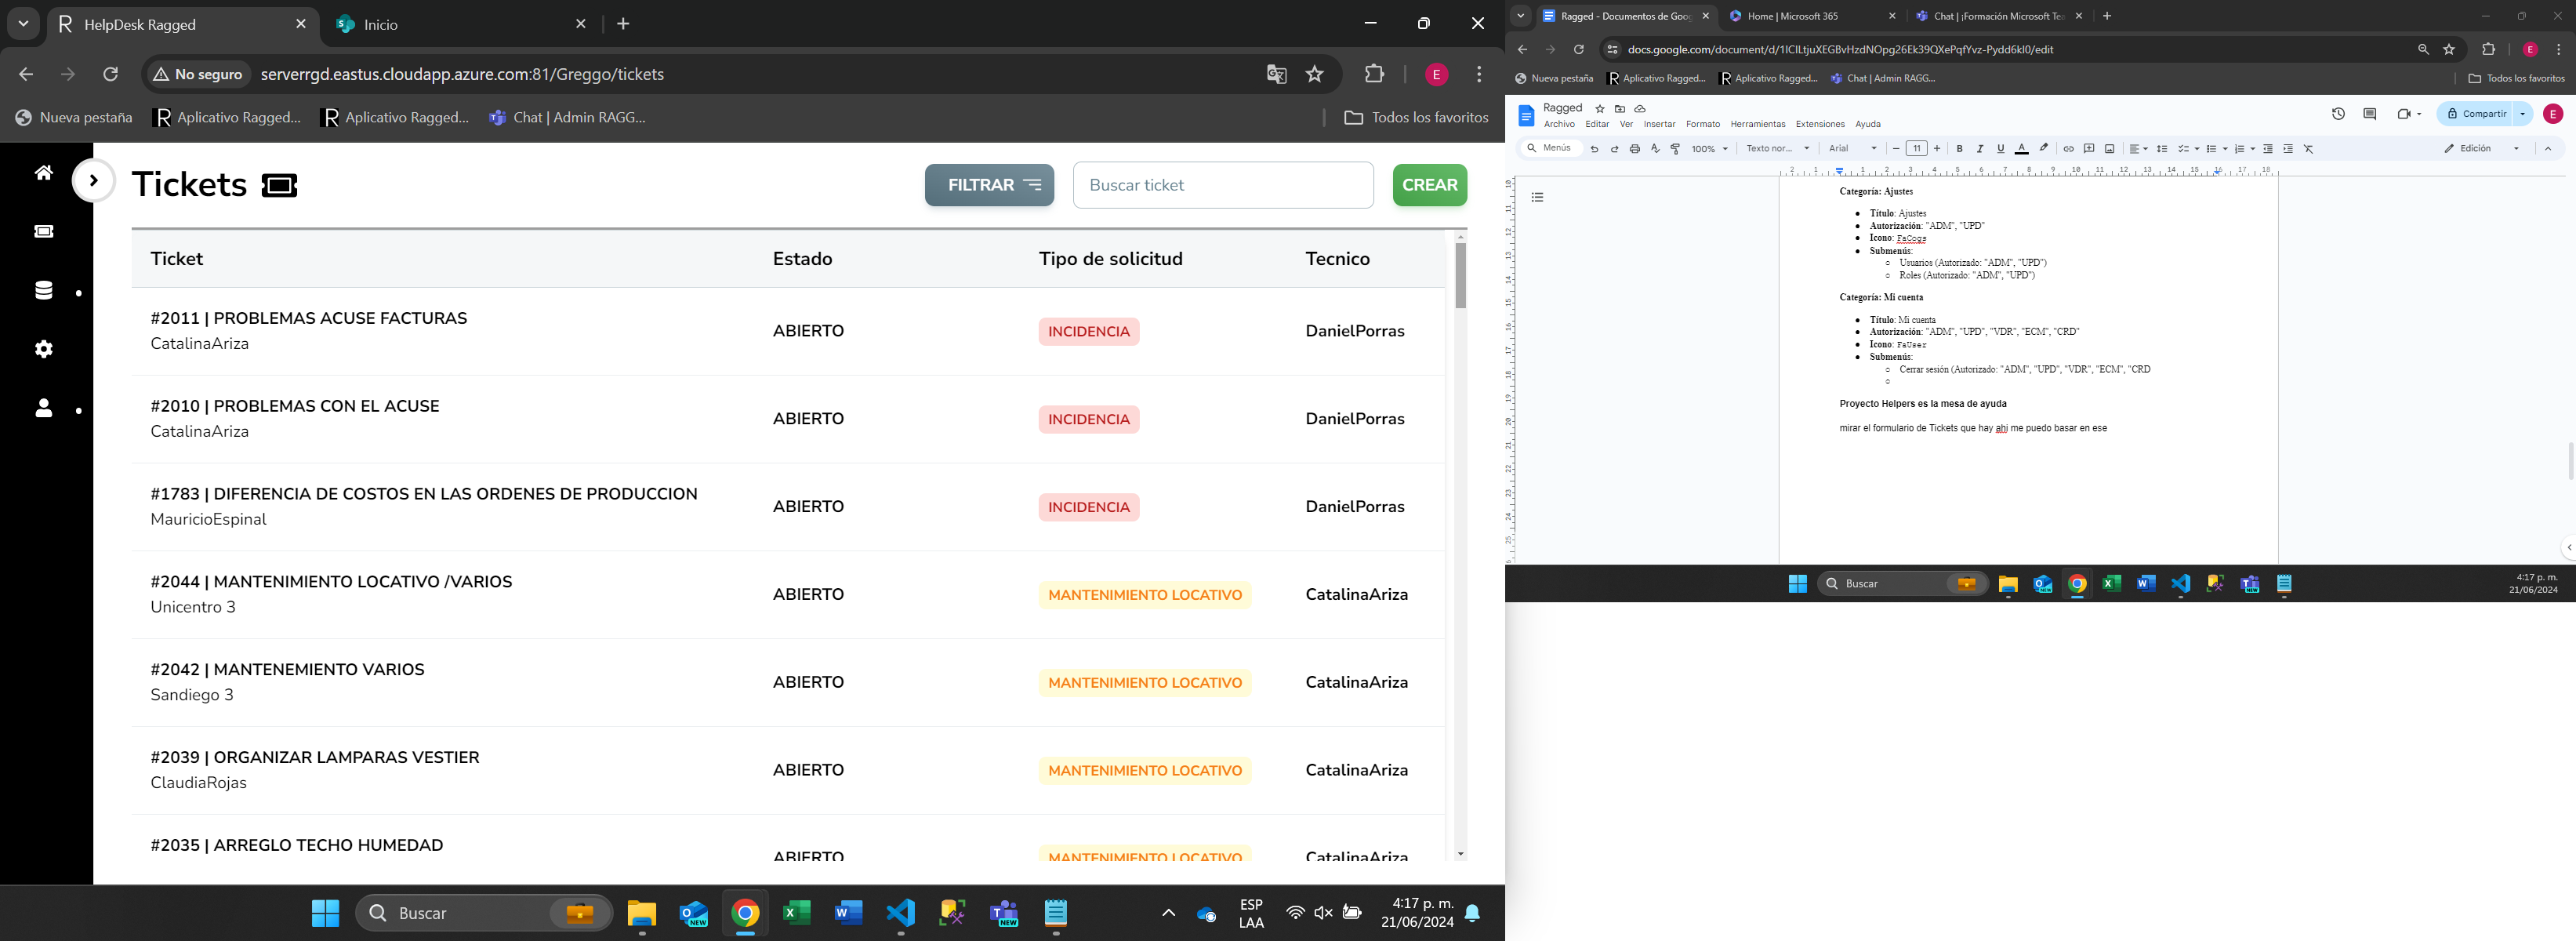 HelpDesk Ragged
Inicio
No seguro
serverrgd.eastus.cloudapp.azure.com:81/Greggo/tickets
E
Nueva pestaña
Aplicativo Ragged...
Aplicativo Ragged...
Chat | Admin RAGG...
Todos los favoritos
Tickets
FILTRAR
Buscar ticket
CREAR
Ticket Estado Tipo de solicitud Tecnico
#2011 | PROBLEMAS ACUSE FACTURAS
CatalinaAriza
ABIERTO
INCIDENCIA
DanielPorras
#2010 | PROBLEMAS CON EL ACUSE
CatalinaAriza
ABIERTO
INCIDENCIA
DanielPorras
#1783 | DIFERENCIA DE COSTOS EN LAS ORDENES DE PRODUCCION
MauricioEspinal
ABIERTO
INCIDENCIA
DanielPorras
#2044 | MANTENIMIENTO LOCATIVO /VARIOS
Unicentro 3
ABIERTO
MANTENIMIENTO LOCATIVO
CatalinaAriza
#2042 | MANTENEMIENTO VARIOS
Sandiego 3
ABIERTO
MANTENIMIENTO LOCATIVO
CatalinaAriza
#2039 | ORGANIZAR LAMPARAS VESTIER
ClaudiaRojas
ABIERTO
MANTENIMIENTO LOCATIVO
CatalinaAriza
#2035 | ARREGLO TECHO HUMEDAD
ABIERTO
MANTENIMIENTO LOCATIVO
CatalinaAriza
Buscar
ESP
LAA
4:17 p. m.
21/06/2024
Ragged - Documentos de Goog
Home | Microsoft 365
Chat | ¡Formación Microsoft Tea
docs.google.com/document/d/1ICILtjuXEGBvHzdNOpg26Ek39QXePqfYvz-Pydd6kI0/edit
E
Nueva pestaña
Aplicativo Ragged...
Aplicativo Ragged...
Chat | Admin RAGG...
Todos los favoritos
Ragged
Archivo Editar Ver Insertar Formato Herramientas Extensiones Ayuda
Compartir
E
Menús
100%
Texto nor...
Arial
11
Edición
Categoría: Ajustes
Título: Ajustes
Autorización: "ADM", "UPD"
Icono: FaCogs
Submenús:
Usuarios (Autorizado: "ADM", "UPD")
Roles (Autorizado: "ADM", "UPD")
Categoría: Mi cuenta
Título: Mi cuenta
Autorización: "ADM", "UPD", "VDR", "ECM", "CRD"
Icono: FaUser
Submenús:
Cerrar sesión (Autorizado: "ADM", "UPD", "VDR", "ECM", "CRD
Proyecto Helpers es la mesa de ayuda
mirar el formulario de Tickets que hay ahi me puedo basar en ese
Buscar
4:17 p. m.
21/06/2024